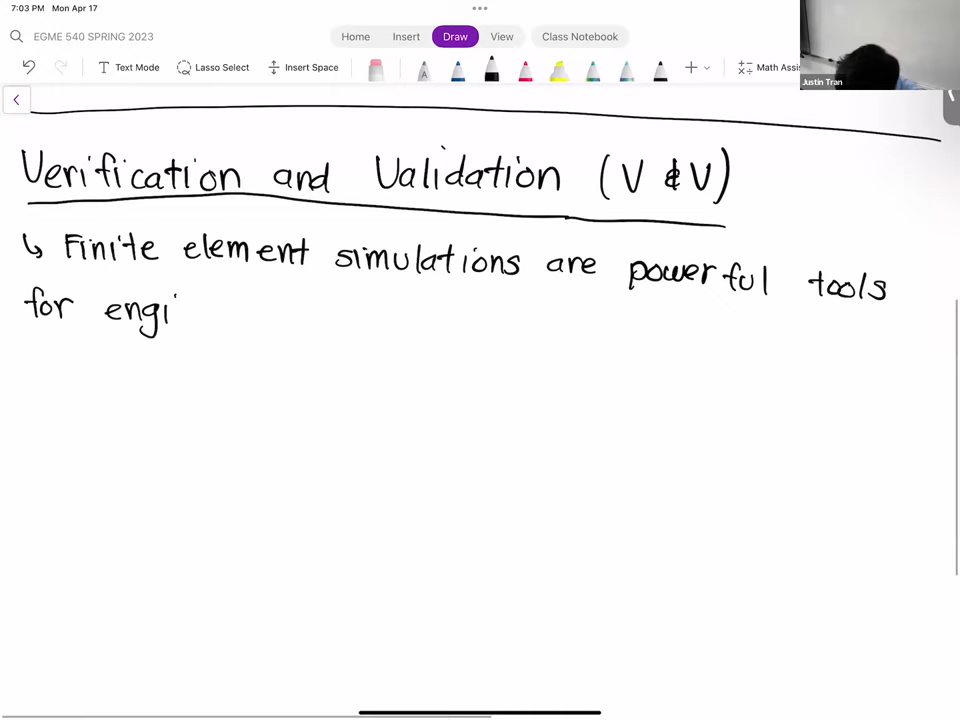 7:03 PM Mon Apr 17
EGME 540 SPRING 2023
Home Insert Draw View Class Notebook
Text Mode Lasso Select Insert Space Math Assis
Justin Tran
Verification and Validation (V & V)
↳ Finite element simulations are powerful tools
for engi